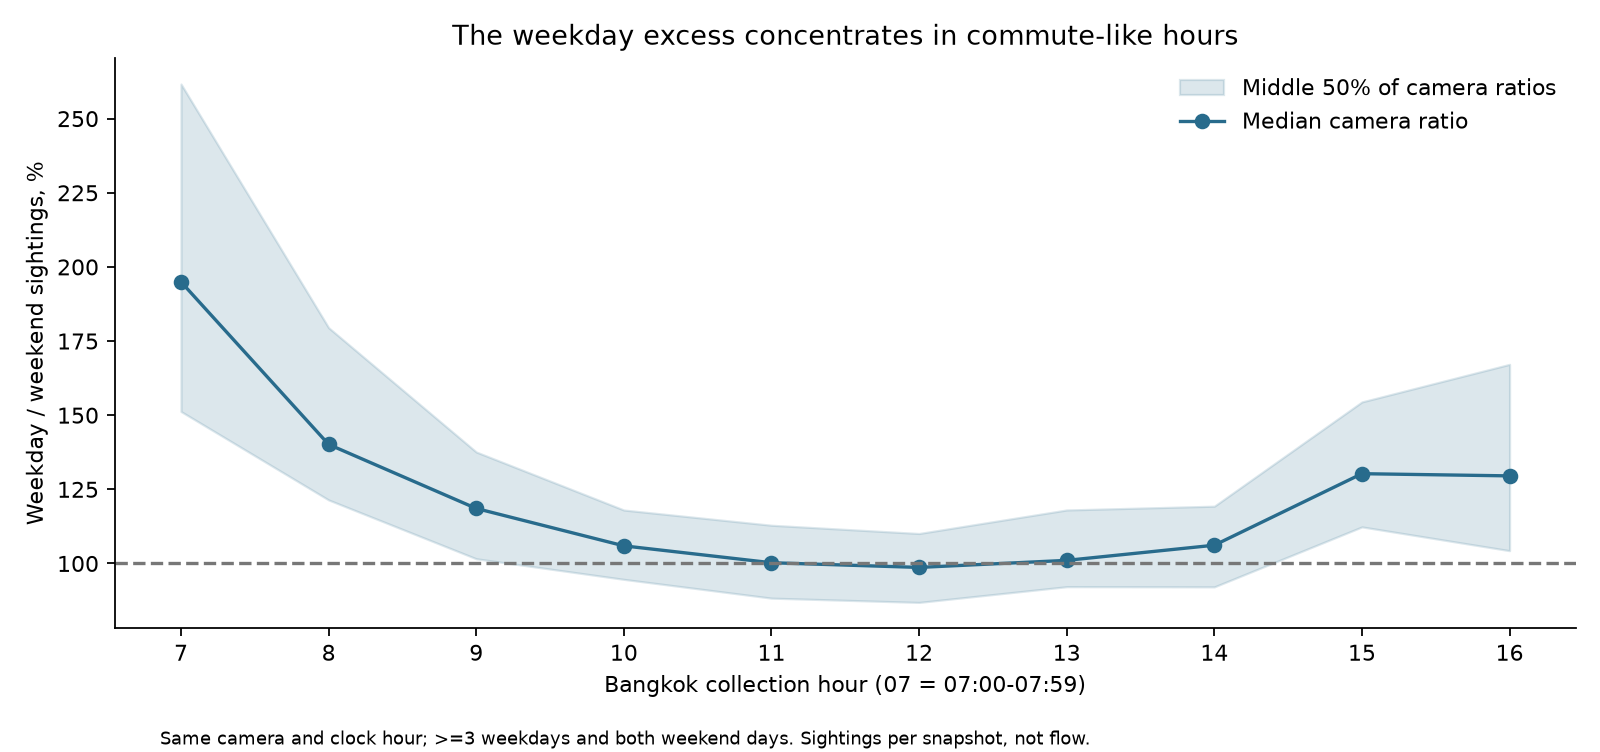 The weekday excess concentrates in commute-like hours
Middle 50% of camera ratios
Median camera ratio
Weekday / weekend sightings, %
250
225
200
175
150
125
100
7 8 9 10 11 12 13 14 15 16
Bangkok collection hour (07 = 07:00-07:59)
Same camera and clock hour; >=3 weekdays and both weekend days. Sightings per snapshot, not flow.